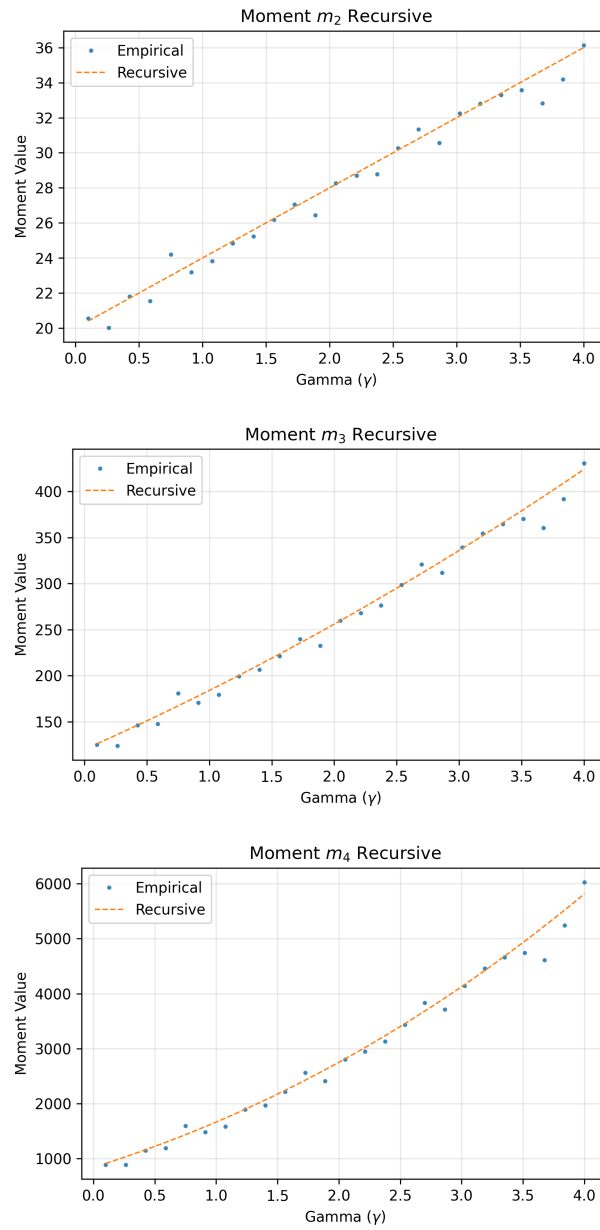 Moment m₂ Recursive
Empirical
Recursive
36
34
32
30
28
26
24
22
20
Moment Value
0.0 0.5 1.0 1.5 2.0 2.5 3.0 3.5 4.0
Gamma (γ)
Moment m₃ Recursive
Empirical
Recursive
400
350
300
250
200
150
Moment Value
0.0 0.5 1.0 1.5 2.0 2.5 3.0 3.5 4.0
Gamma (γ)
Moment m₄ Recursive
Empirical
Recursive
6000
5000
4000
3000
2000
1000
Moment Value
0.0 0.5 1.0 1.5 2.0 2.5 3.0 3.5 4.0
Gamma (γ)